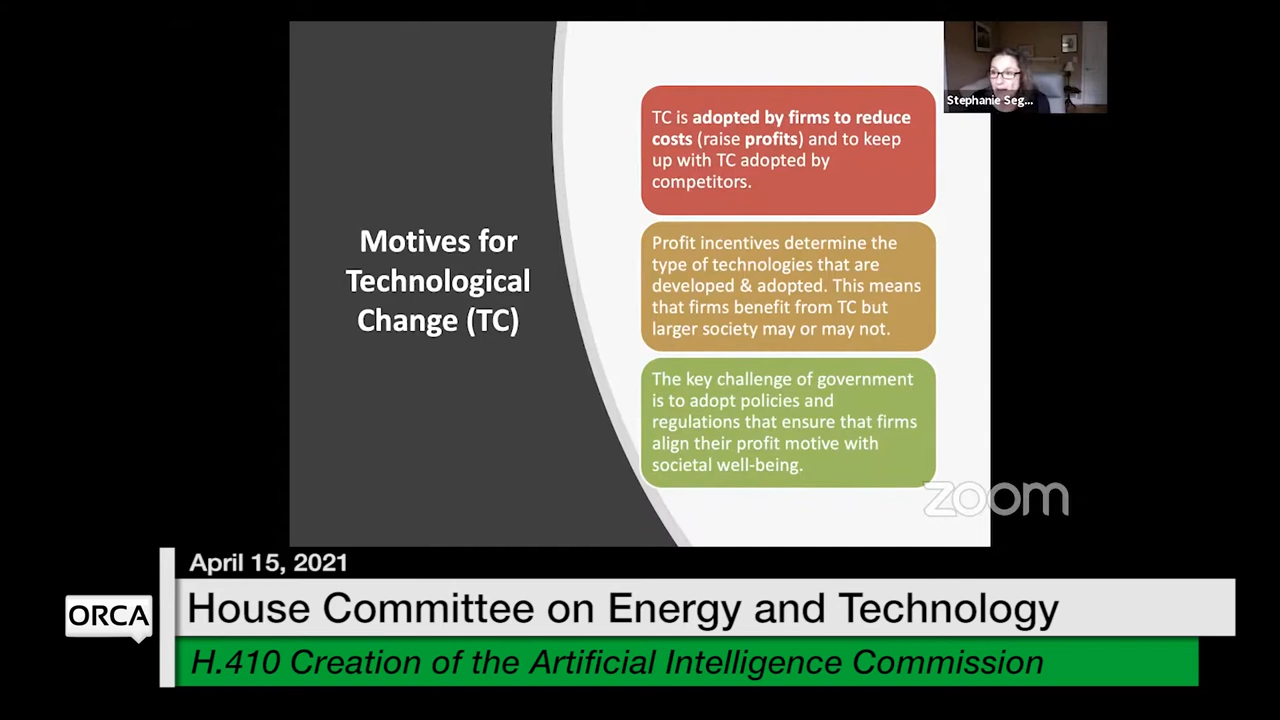 Stephanie Seg...
TC is adopted by firms to reduce
costs (raise profits) and to keep
up with TC adopted by
competitors.
Motives for
Technological
Change (TC)
Profit incentives determine the
type of technologies that are
developed & adopted. This means
that firms benefit from TC but
larger society may or may not.
The key challenge of government
is to adopt policies and
regulations that ensure that firms
align their profit motive with
societal well-being.
zoom
April 15, 2021
ORCA
House Committee on Energy and Technology
H.410 Creation of the Artificial Intelligence Commission